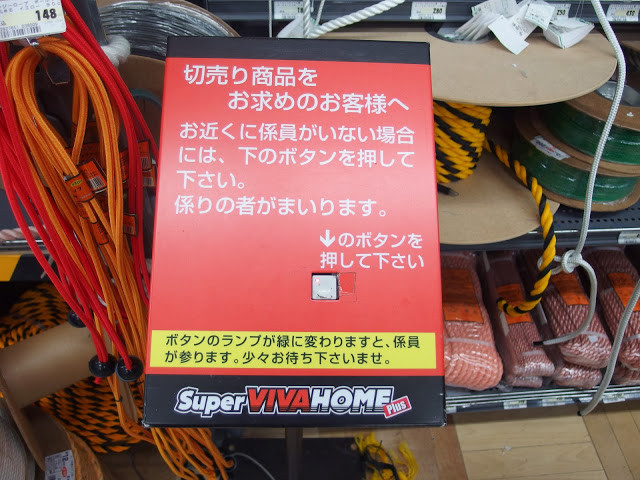 148
切売り商品を
お求めのお客様へ
お近くに係員がいない場合
には、下のボタンを押して
下さい。
係りの者がまいります。
↓のボタンを
押して下さい
ボタンのランプが緑に変わりますと、係員
が参ります。少々お待ち下さいませ。
Super VIVAHOME Plus